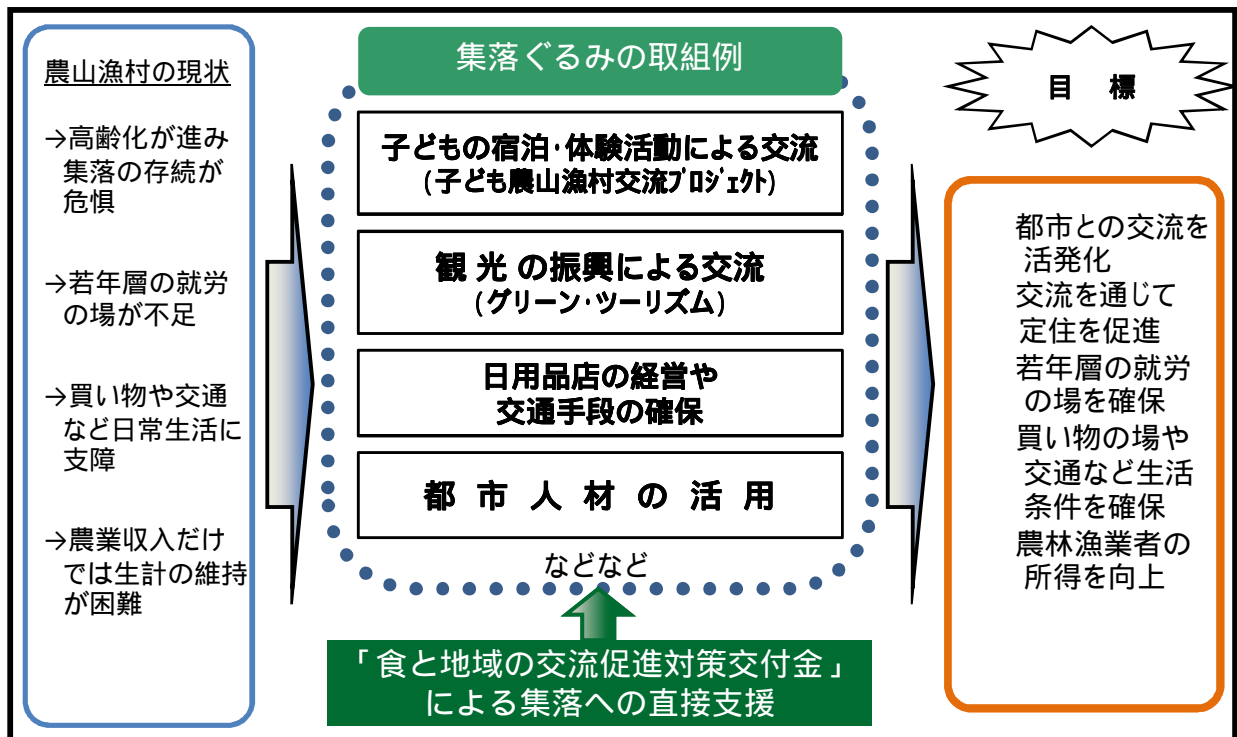 農山漁村の現状
→高齢化が進み
集落の存続が
危惧
→若年層の就労
の場が不足
→買い物や交通
など日常生活に
支障
→農業収入だけ
では生計の維持
が困難
集落ぐるみの取組例
子どもの宿泊・体験活動による交流
(子ども農山漁村交流ﾌﾟﾛｼﾞｪｸﾄ)
観 光 の振興による交流
(グリーン・ツーリズム)
日用品店の経営や
交通手段の確保
都 市 人 材 の 活 用
などなど
「食と地域の交流促進対策交付金」
による集落への直接支援
目 標
都市との交流を
活発化
交流を通じて
定住を促進
若年層の就労
の場を確保
買い物の場や
交通など生活
条件を確保
農林漁業者の
所得を向上